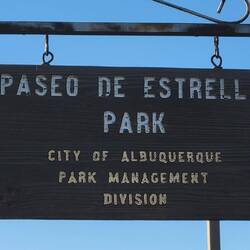 PASEO DE ESTRELL
PARK
CITY OF ALBUQUERQUE
PARK MANAGEMENT
DIVISION